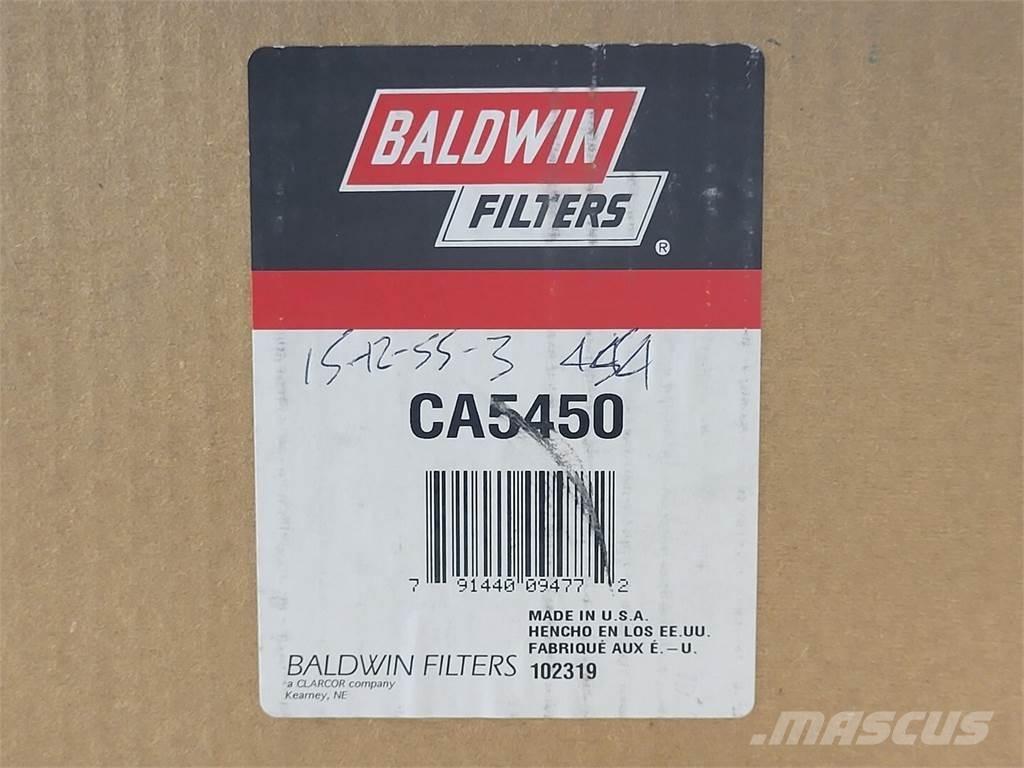 BALDWIN
FILTERS
®
15-12-55-3
CA5450
7 91440 09477 2
MADE IN U.S.A.
HENCHO EN LOS EE.UU.
FABRIQUÉ AUX É.–U.
BALDWIN FILTERS 102319
a CLARCOR company
Kearney, NE
.MASCUS